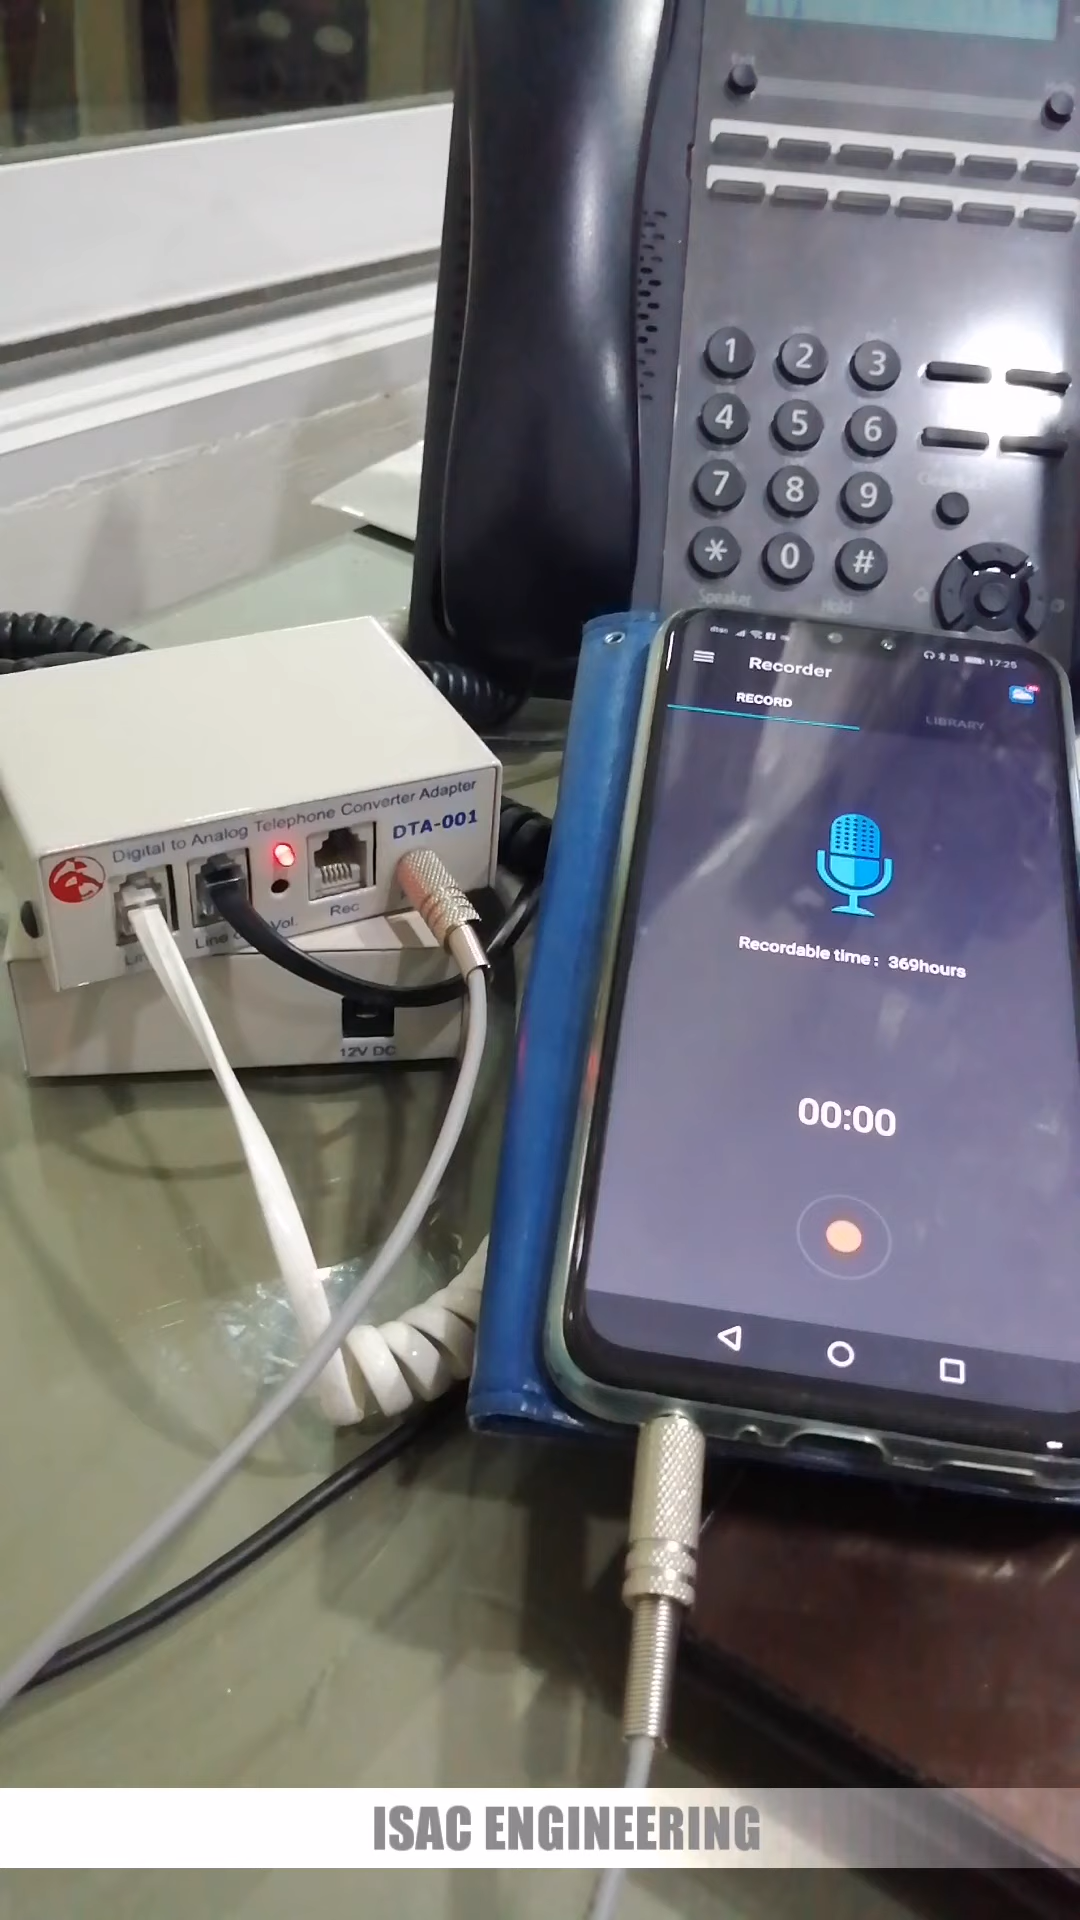 1 2 3
4 5 6
7 8 9
* 0 #
Speaker
Hold
17:25
Recorder
RECORD
LIBRARY
Digital to Analog Telephone Converter Adapter
DTA-001
Line
Vol.
Rec
12V DC
Recordable time : 369hours
00:00
ISAC ENGINEERING